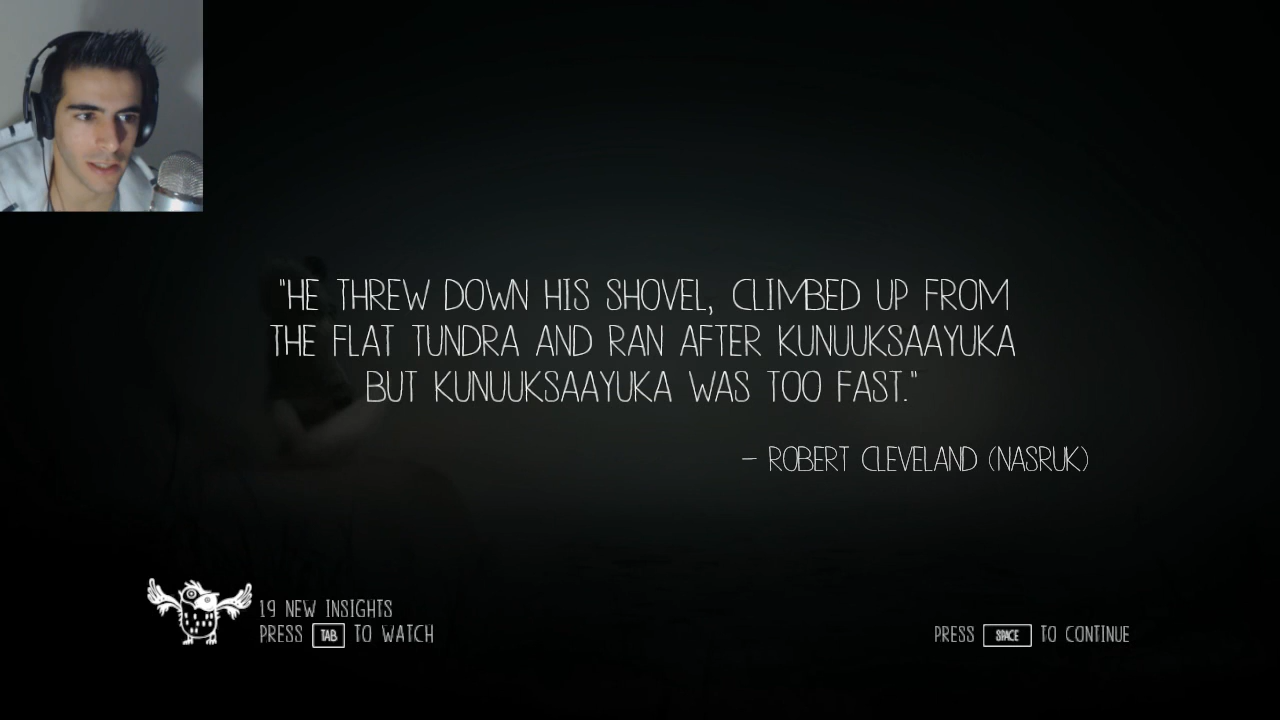 "HE THREW DOWN HIS SHOVEL, CLIMBED UP FROM
THE FLAT TUNDRA AND RAN AFTER KUNUUKSAAYUKA
BUT KUNUUKSAAYUKA WAS TOO FAST."
– ROBERT CLEVELAND (NASRUK)
19 NEW INSIGHTS
PRESS TAB TO WATCH
PRESS SPACE TO CONTINUE